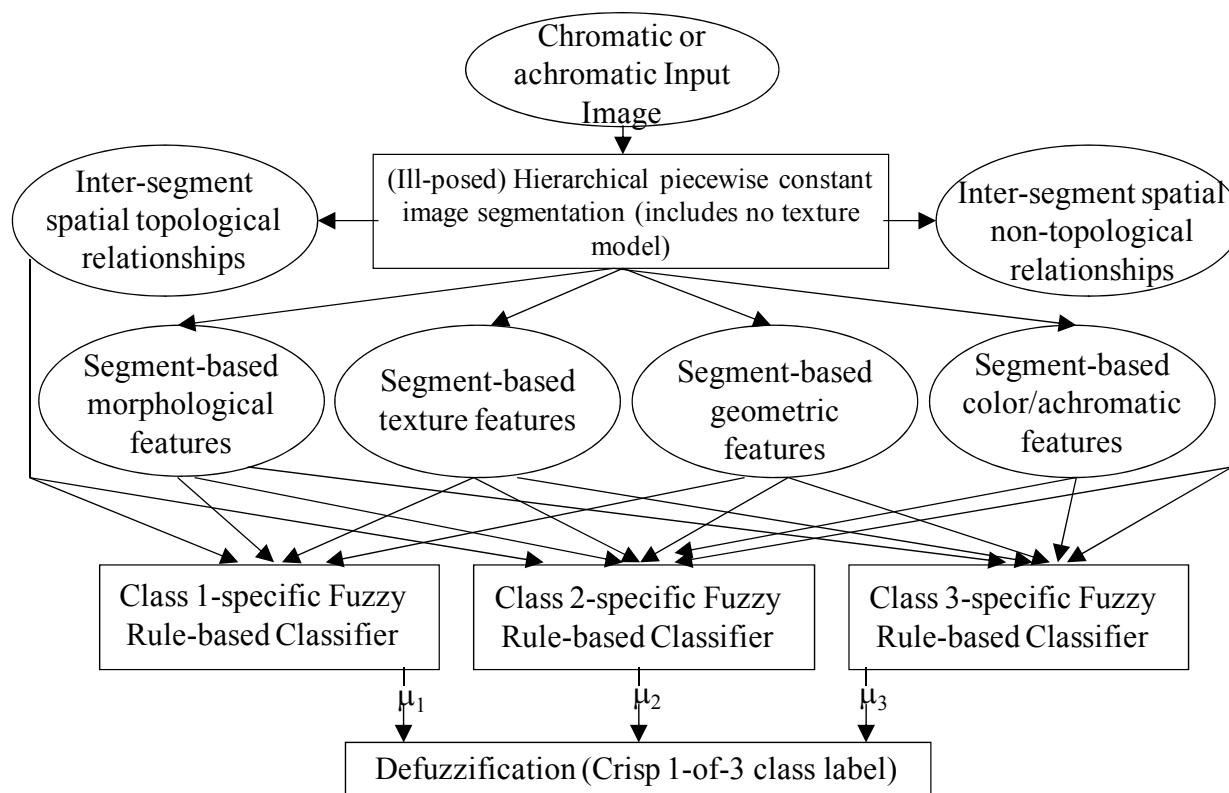 Chromatic or
achromatic Input
Image
Inter-segment
spatial topological
relationships
(Ill-posed) Hierarchical piecewise constant
image segmentation (includes no texture
model)
Inter-segment spatial
non-topological
relationships
Segment-based
morphological
features
Segment-based
texture features
Segment-based
geometric
features
Segment-based
color/achromatic
features
Class 1-specific Fuzzy
Rule-based Classifier
Class 2-specific Fuzzy
Rule-based Classifier
Class 3-specific Fuzzy
Rule-based Classifier
μ1
μ2
μ3
Defuzzification (Crisp 1-of-3 class label)